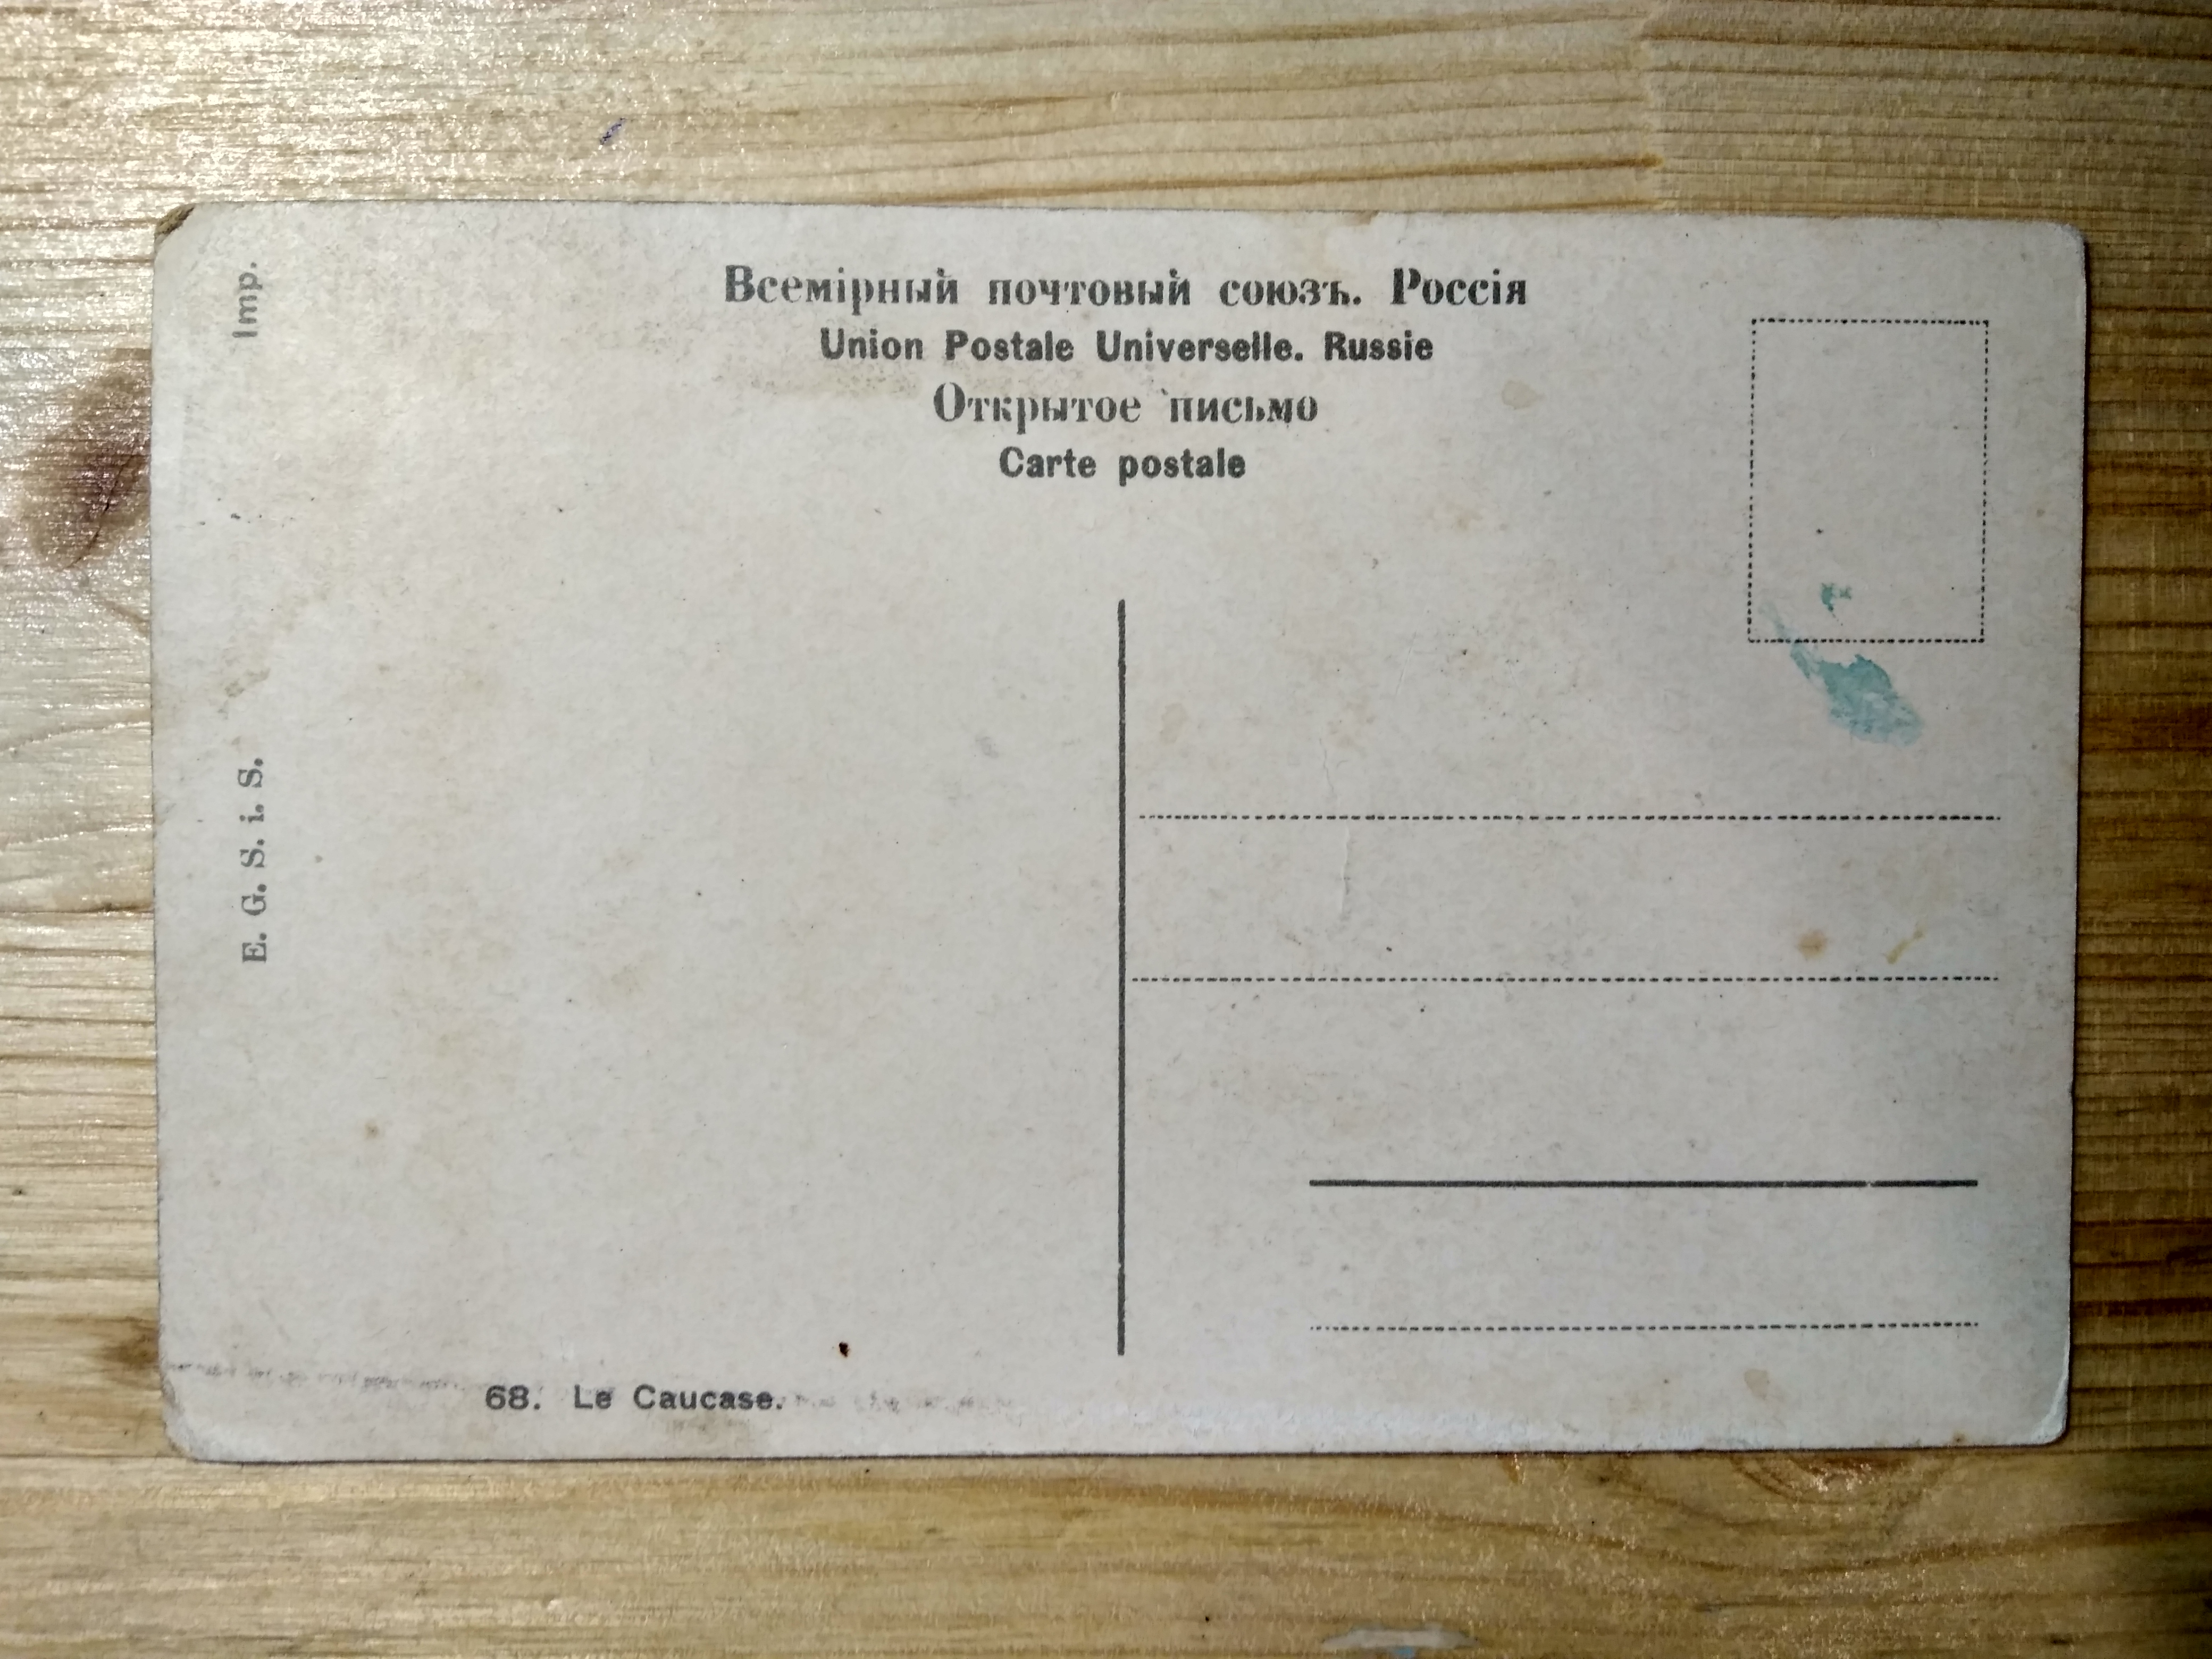 Imp.
Всемірный почтовый союзъ. Россія
Union Postale Universelle. Russie
Открытое письмо
Carte postale
E. G. S. i. S.
68. Le Caucase.